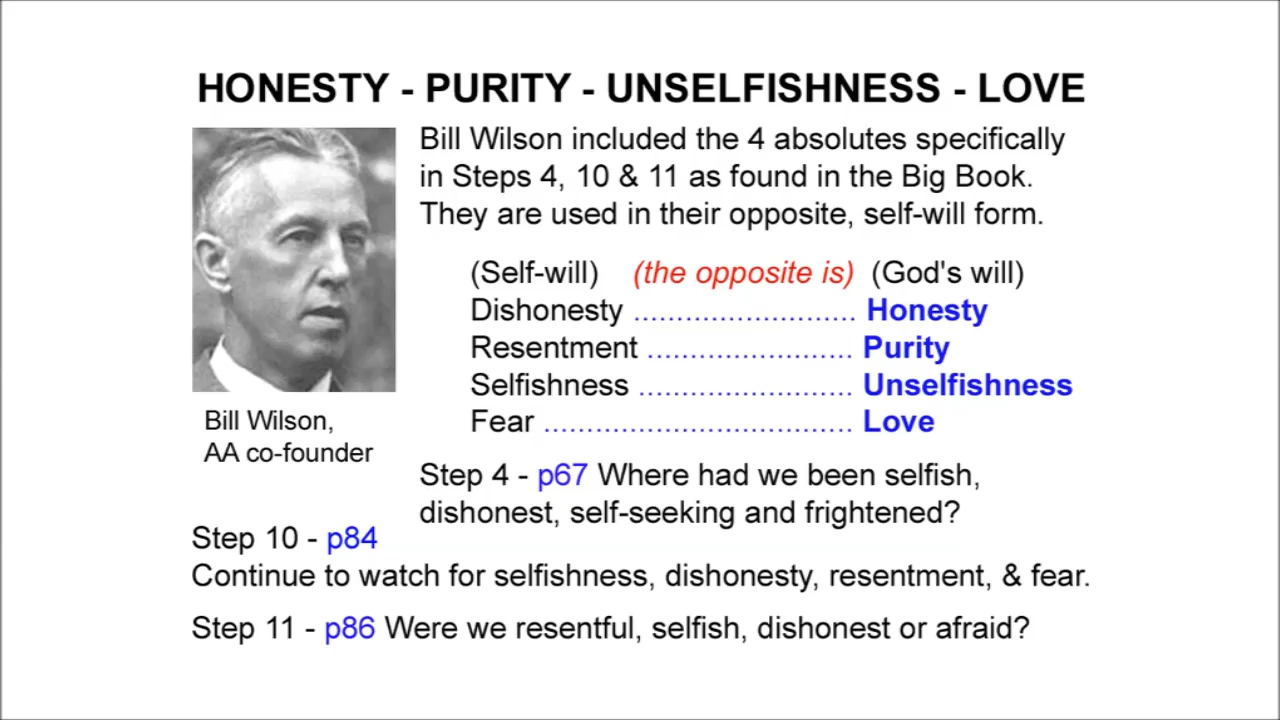 HONESTY - PURITY - UNSELFISHNESS - LOVE
Bill Wilson included the 4 absolutes specifically
in Steps 4, 10 & 11 as found in the Big Book.
They are used in their opposite, self-will form.
(Self-will) (the opposite is) (God's will)
Dishonesty .......................... Honesty
Resentment ........................ Purity
Selfishness ......................... Unselfishness
Fear .................................... Love
Bill Wilson,
AA co-founder
Step 4 - p67 Where had we been selfish,
dishonest, self-seeking and frightened?
Step 10 - p84
Continue to watch for selfishness, dishonesty, resentment, & fear.
Step 11 - p86 Were we resentful, selfish, dishonest or afraid?